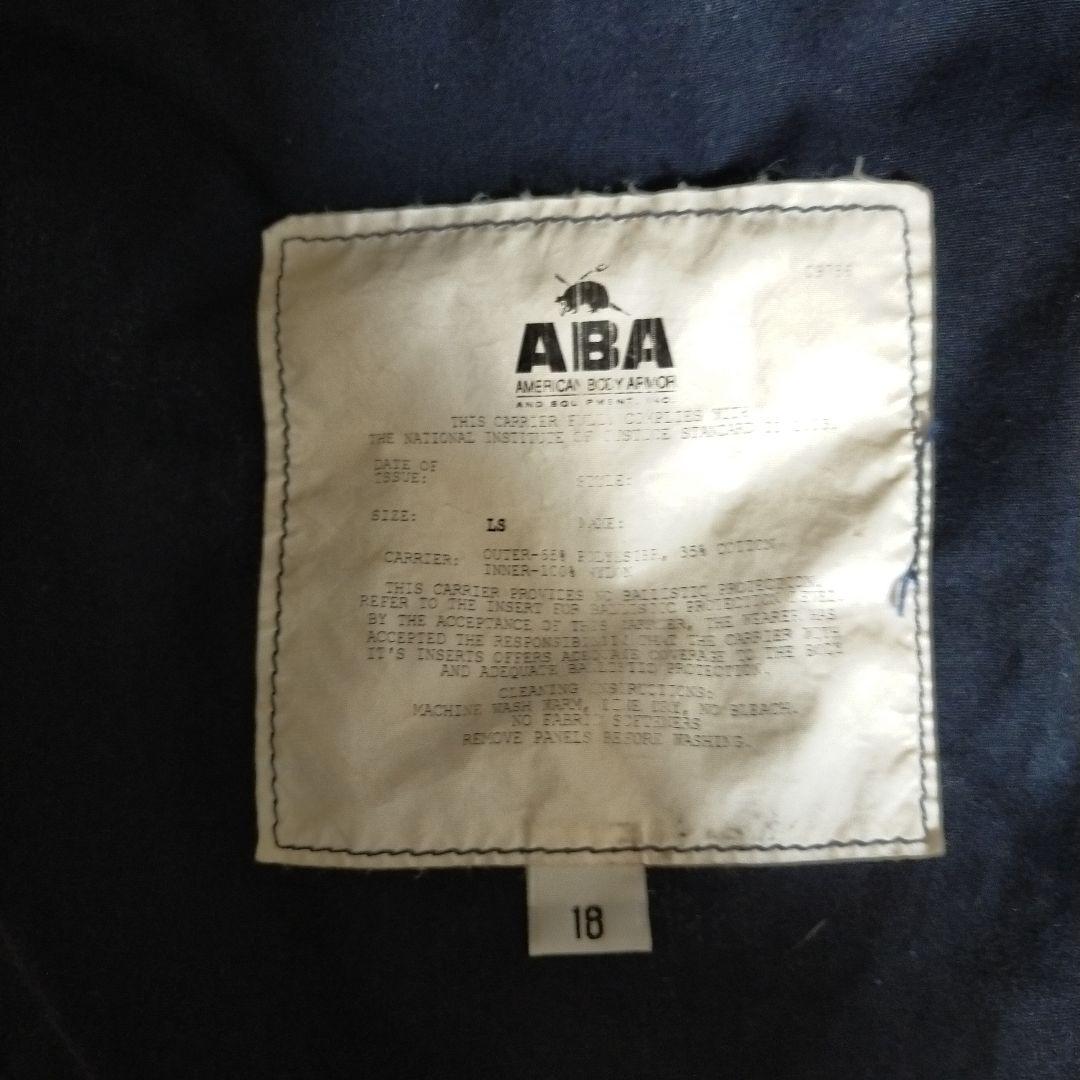 ABA
AMERICAN BODY ARMOR
AND EQUIPMENT, INC.
THIS CARRIER FULLY COMPLIES WITH
THE NATIONAL INSTITUTE OF JUSTICE STANDARD
DATE OF
ISSUE:
SIZE: LS
CARRIER: OUTER-65% POLYESTER, 35% COTTON
INNER-100% NYLON
THIS CARRIER PROVIDES NO BALLISTIC PROTECTION.
REFER TO THE INSERT FOR BALLISTIC PROTECTION
BY THE ACCEPTANCE OF THIS CARRIER, THE WEARER HAS
ACCEPTED THE RESPONSIBILITY THAT THE CARRIER WITH
IT'S INSERTS OFFERS ADEQUATE COVERAGE TO THE BODY
AND ADEQUATE BALLISTIC PROTECTION.
CLEANING INSTRUCTIONS:
MACHINE WASH WARM, LINE DRY, NO BLEACH.
NO FABRIC SOFTENERS
REMOVE PANELS BEFORE WASHING.
18